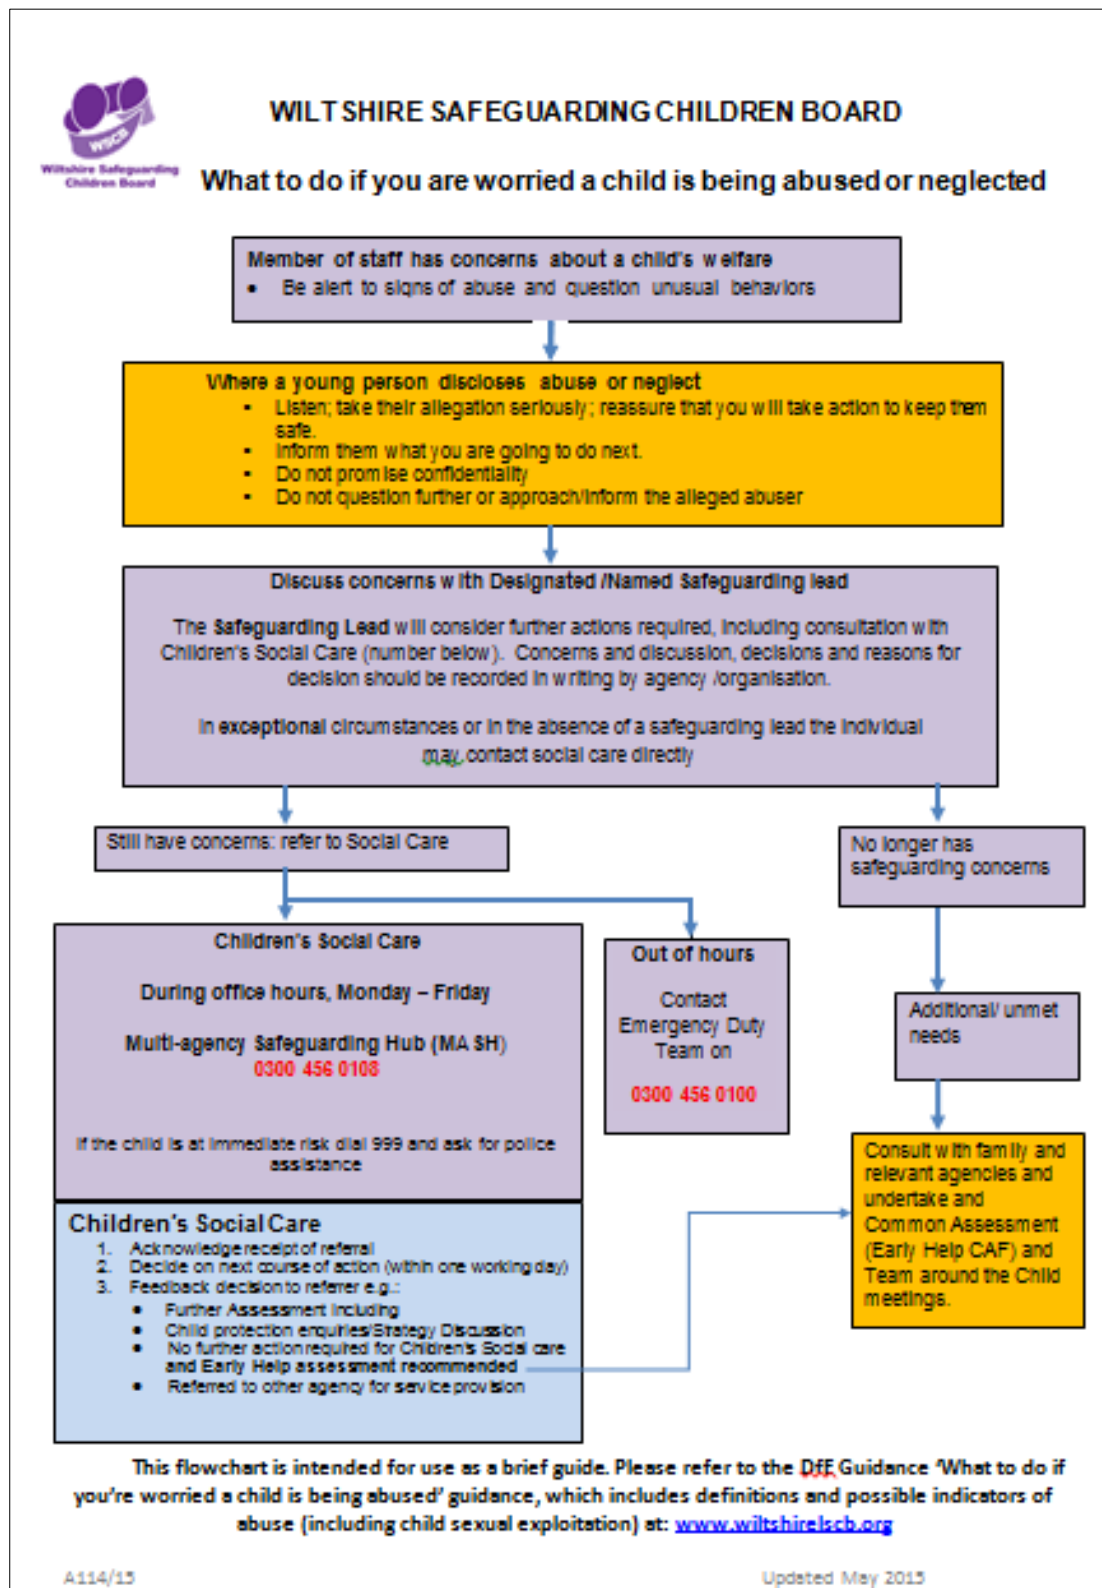 WSCB
Wiltshire Safeguarding
Children Board
WILTSHIRE SAFEGUARDING CHILDREN BOARD
What to do if you are worried a child is being abused or neglected
Member of staff has concerns about a child's welfare
• Be alert to signs of abuse and question unusual behaviors
Where a young person discloses abuse or neglect
▪ Listen; take their allegation seriously; reassure that you will take action to keep them
safe.
▪ Inform them what you are going to do next.
▪ Do not promise confidentiality
▪ Do not question further or approach/inform the alleged abuser
Discuss concerns with Designated /Named Safeguarding lead
The Safeguarding Lead will consider further actions required, including consultation with
Children's Social Care (number below). Concerns and discussion, decisions and reasons for
decision should be recorded in writing by agency /organisation.
In exceptional circumstances or in the absence of a safeguarding lead the individual
may contact social care directly
Still have concerns: refer to Social Care
No longer has
safeguarding concerns
Children's Social Care
During office hours, Monday – Friday
Multi-agency Safeguarding Hub (MASH)
0300 456 0108
If the child is at immediate risk dial 999 and ask for police
assistance
Out of hours
Contact
Emergency Duty
Team on
0300 456 0100
Additional/ unmet
needs
Consult with family and
relevant agencies and
undertake and
Common Assessment
(Early Help CAF) and
Team around the Child
meetings.
Children's Social Care
1. Acknowledge receipt of referral
2. Decide on next course of action (within one working day)
3. Feedback decision to referrer e.g.:
• Further Assessment including
• Child protection enquiries/Strategy Discussion
• No further action required for Children's Social care
and Early Help assessment recommended
• Referred to other agency for service provision
This flowchart is intended for use as a brief guide. Please refer to the DfE Guidance 'What to do if
you're worried a child is being abused' guidance, which includes definitions and possible indicators of
abuse (including child sexual exploitation) at: www.wiltshirelscb.org
A114/15
Updated May 2015